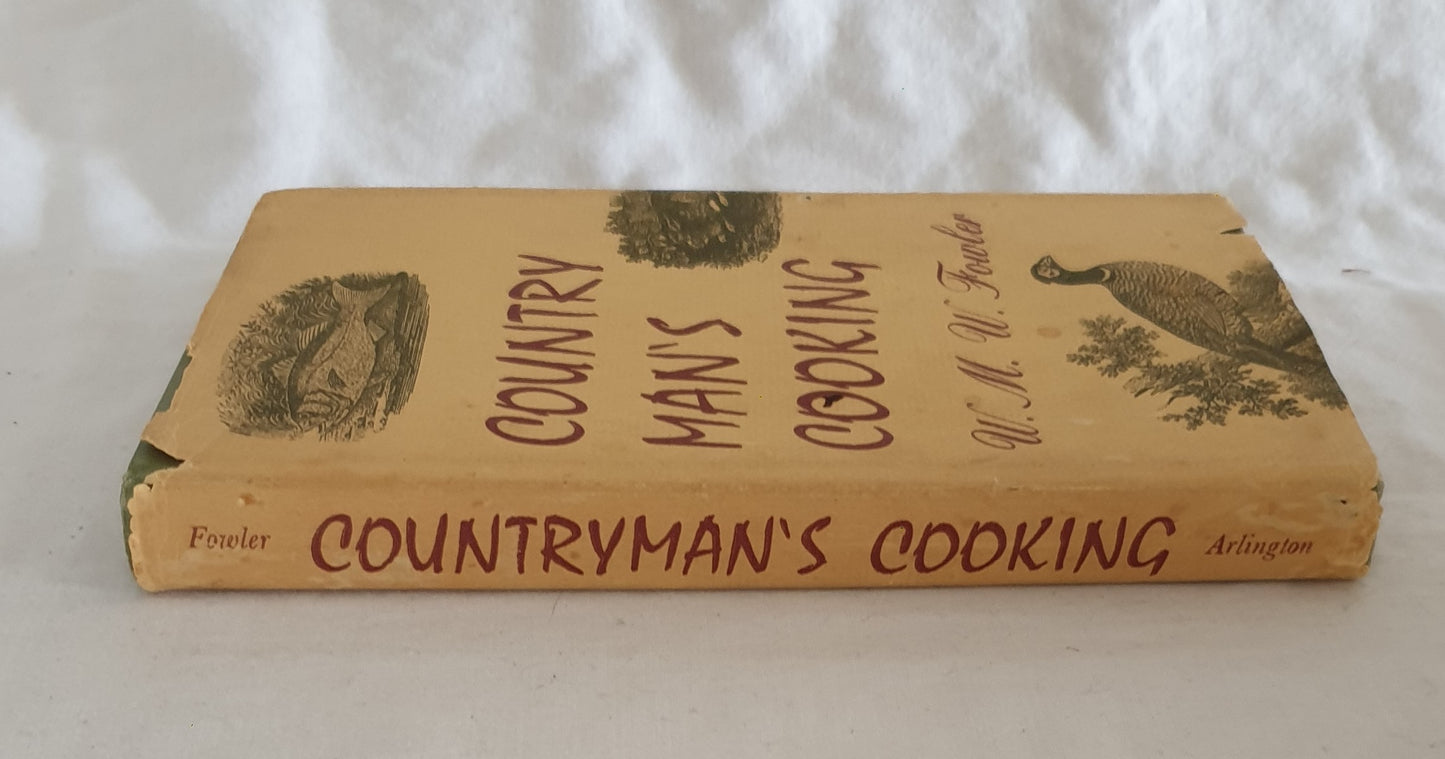 COUNTRY
MAN'S
COOKING
W. M. W. Fowler
Fowler COUNTRYMAN'S COOKING Arlington